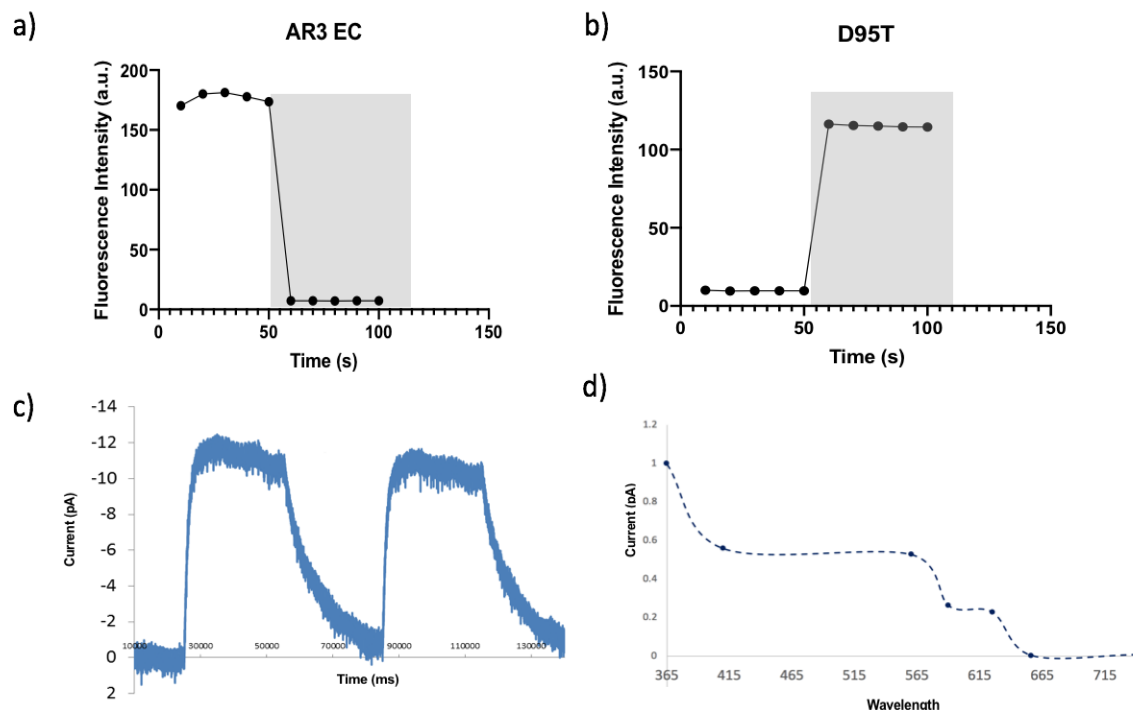 a)
AR3 EC
Fluorescence Intensity (a.u.)
200
150
100
50
0
0 50 100 150
Time (s)
b)
D95T
Fluorescence Intensity (a.u.)
150
100
50
0
0 50 100 150
Time (s)
c)
Current (pA)
-14
-12
-10
-8
-6
-4
-2
0
2
10000 30000 50000 70000 90000 110000 130000
Time (ms)
d)
Current (pA)
1.2
1
0.8
0.6
0.4
0.2
0
365 415 465 515 565 615 665 715
Wavelength